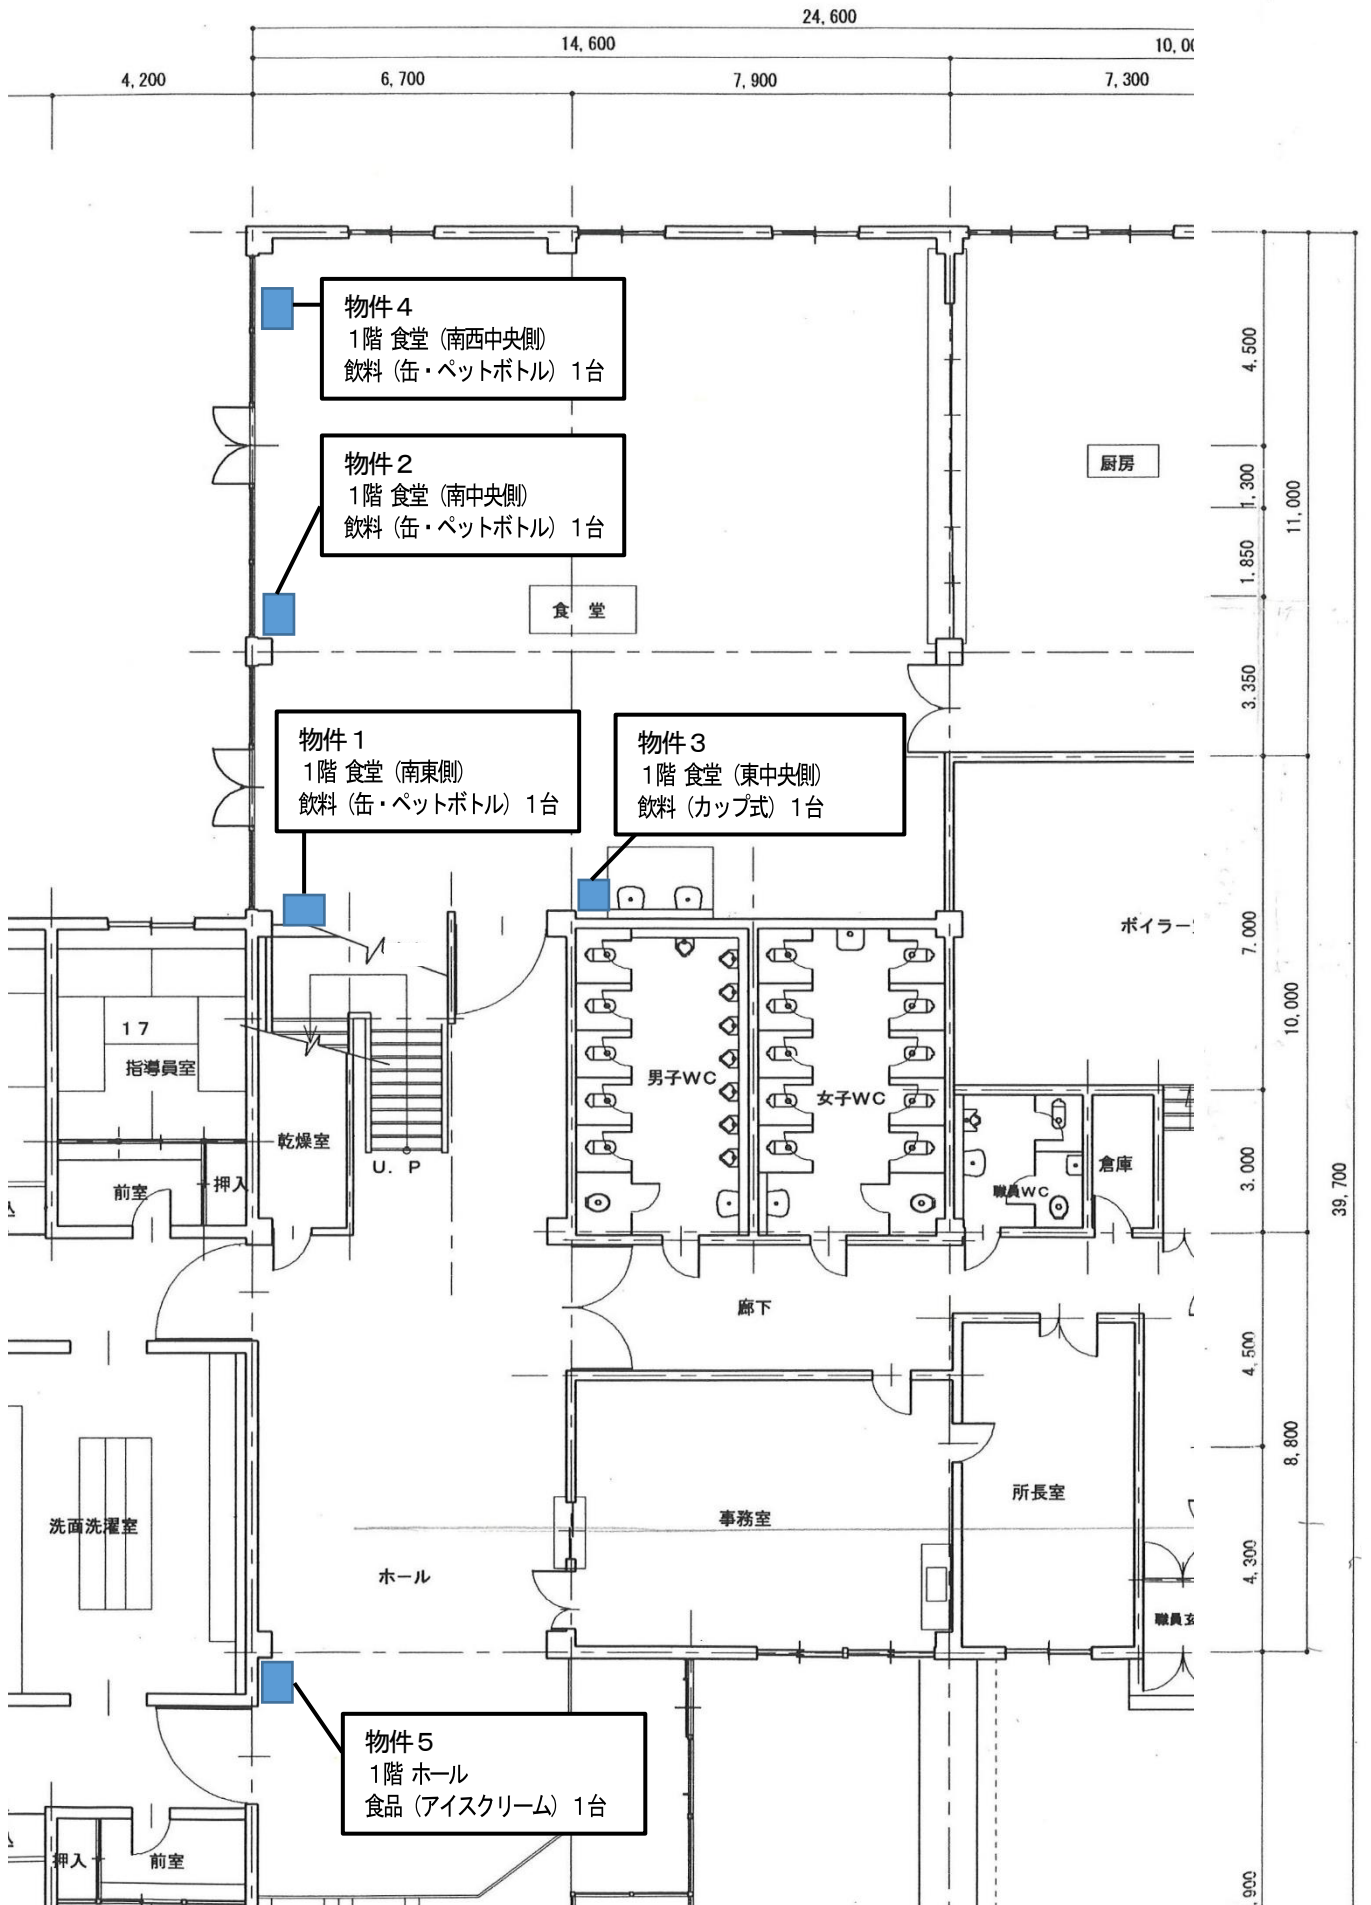 24,600
14,600
4,200
6,700
7,900
7,300
物件4
1階 食堂（南西中央側）
飲料（缶・ペットボトル）1台
4,500
物件2
1階 食堂（南中央側）
飲料（缶・ペットボトル）1台
厨房
1,300
11,000
1.850
食 堂
3.350
物件1
1階 食堂（南東側）
飲料（缶・ペットボトル）1台
物件3
1階 食堂（東中央側）
飲料（カップ式）1台
ボイラー
7.000
10,000
17
指導員室
男子WC
女子WC
乾燥室
U. P
前室
押入
職員WC
倉庫
3.000
39,700
廊下
4,500
8,800
所長室
事務室
洗面洗濯室
ホール
4,300
職員玄
物件5
1階 ホール
食品（アイスクリーム）1台
押入
前室
,900